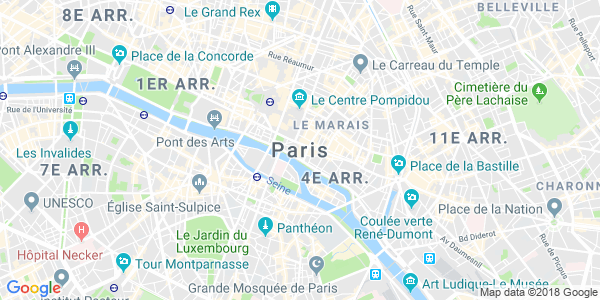 BELLEVILLE
8E ARR.
Le Grand Rex
Rue Saint-Maur
Rue Pelleport
Pont Alexandre III
Place de la Concorde
Rue Réaumur
Le Carreau du Temple
1ER ARR.
Cimetière du
Père Lachaise
Le Centre Pompidou
Rue de l'Université
LE MARAIS
11E ARR.
Pont des Arts
Les Invalides
Paris
Place de la Bastille
7E ARR.
4E ARR.
Seine
CHARONN
UNESCO
Église Saint-Sulpice
Place de la Nation
Coulée verte
René-Dumont
Panthéon
Le Jardin du
Luxembourg
Bd Diderot
Av Daumesnil
Rue de Picpus
Hôpital Necker
Tour Montparnasse
Grande Mosquée de Paris
Art Ludique-Le Musée
Institut Pasteur
Google
Map data ©2018 Google